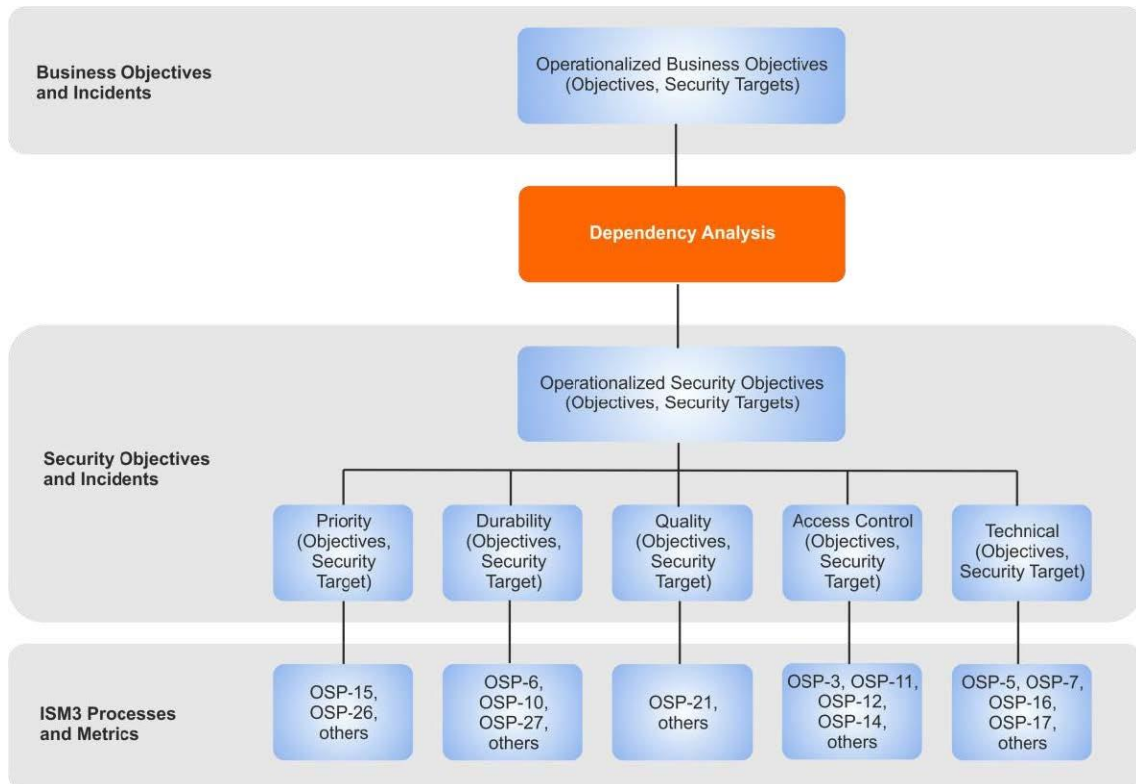 Business Objectives
and Incidents
Operationalized Business Objectives
(Objectives, Security Targets)
Dependency Analysis
Operationalized Security Objectives
(Objectives, Security Targets)
Security Objectives
and Incidents
Priority
(Objectives,
Security
Target)
Durability
(Objectives,
Security
Target)
Quality
(Objectives,
Security
Target)
Access Control
(Objectives,
Security
Target)
Technical
(Objectives,
Security Target)
ISM3 Processes
and Metrics
OSP-15,
OSP-26,
others
OSP-6,
OSP-10,
OSP-27,
others
OSP-21,
others
OSP-3, OSP-11,
OSP-12,
OSP-14,
others
OSP-5, OSP-7,
OSP-16,
OSP-17,
others